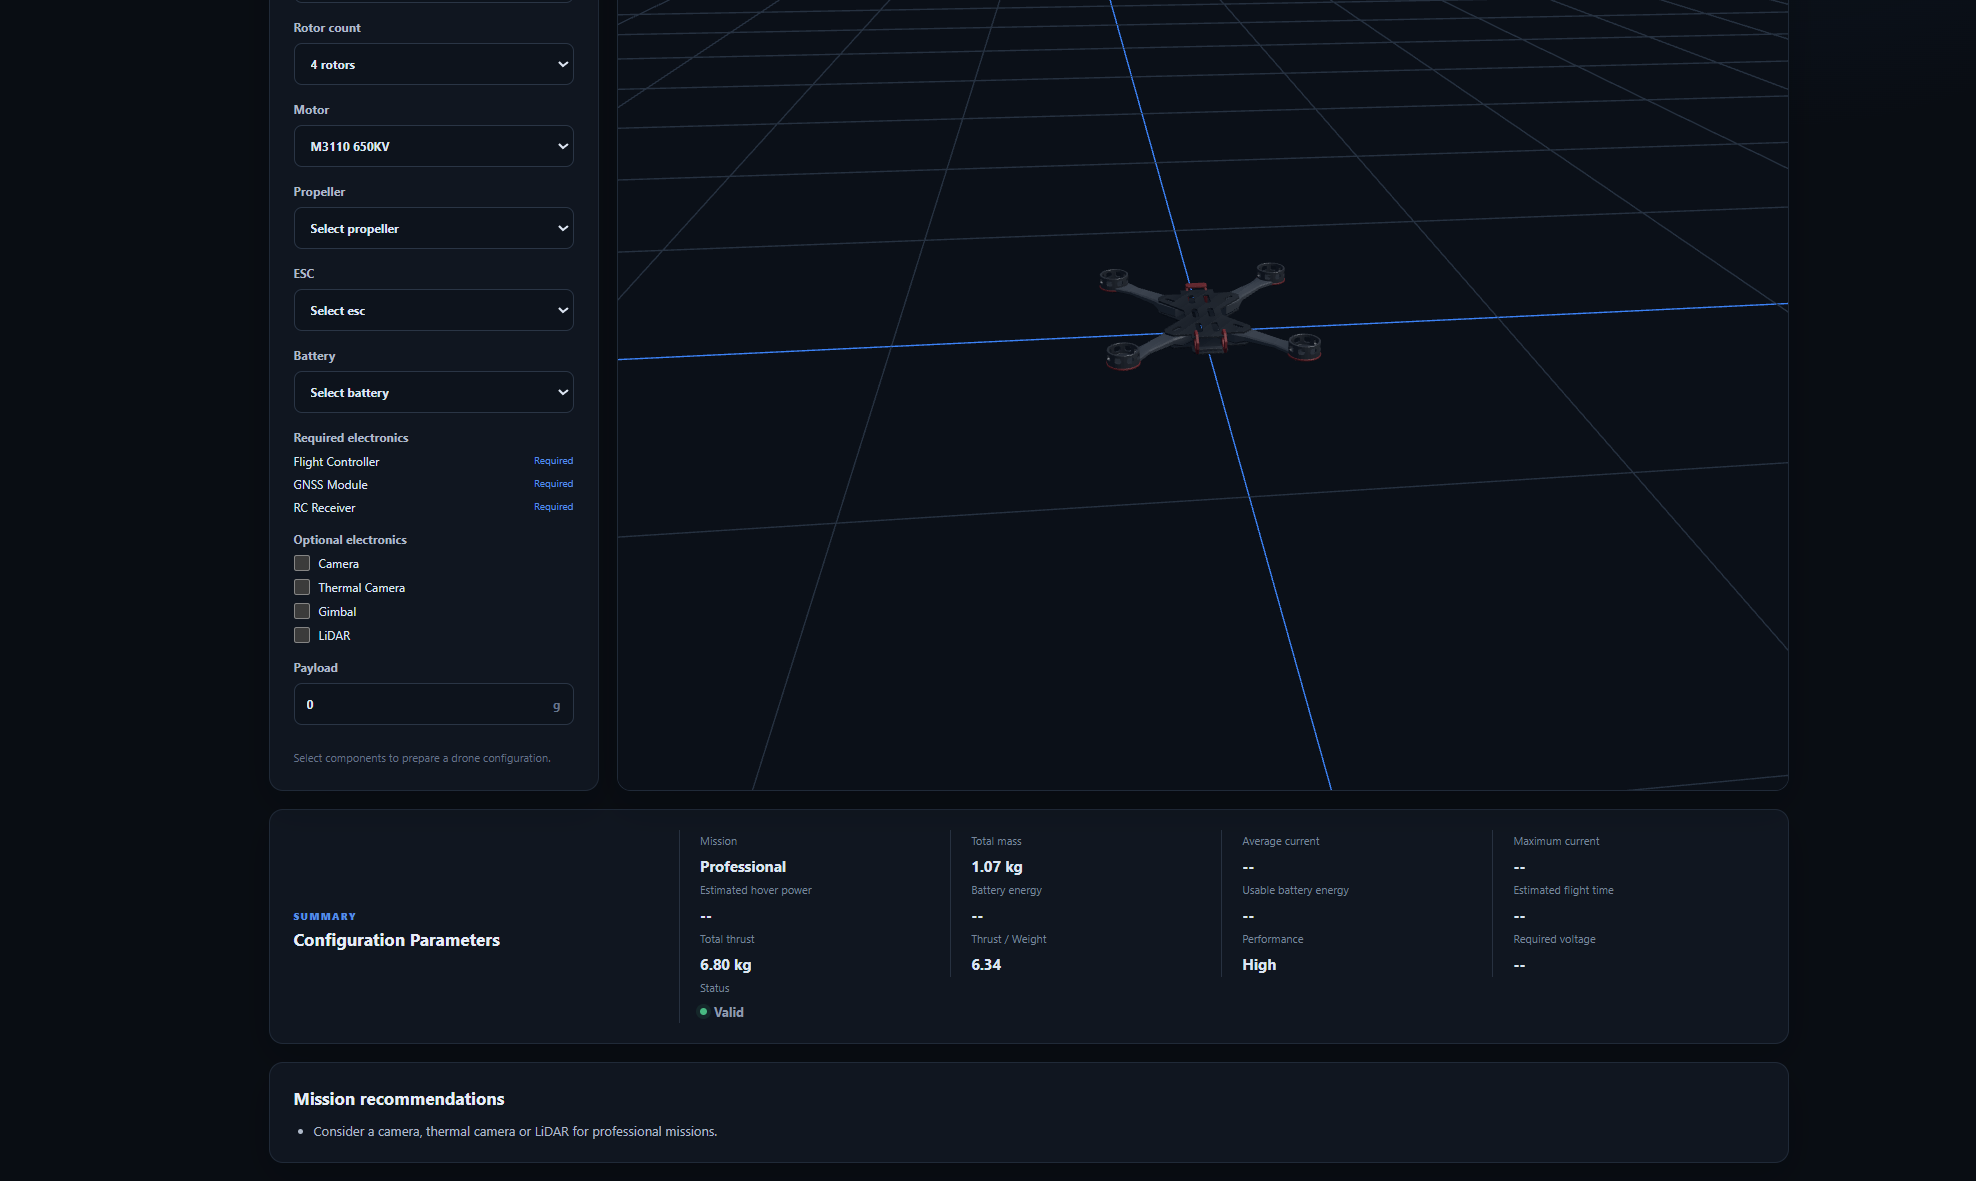 Rotor count
4 rotors
Motor
M3110 650KV
Propeller
Select propeller
ESC
Select esc
Battery
Select battery
Required electronics
Flight Controller Required
GNSS Module Required
RC Receiver Required
Optional electronics
Camera
Thermal Camera
Gimbal
LiDAR
Payload
0 g
Select components to prepare a drone configuration.
SUMMARY
Configuration Parameters
Mission
Professional
Total mass
1.07 kg
Average current
--
Maximum current
--
Estimated hover power
--
Battery energy
--
Usable battery energy
--
Estimated flight time
--
Total thrust
6.80 kg
Thrust / Weight
6.34
Performance
High
Required voltage
--
Status
Valid
Mission recommendations
• Consider a camera, thermal camera or LiDAR for professional missions.